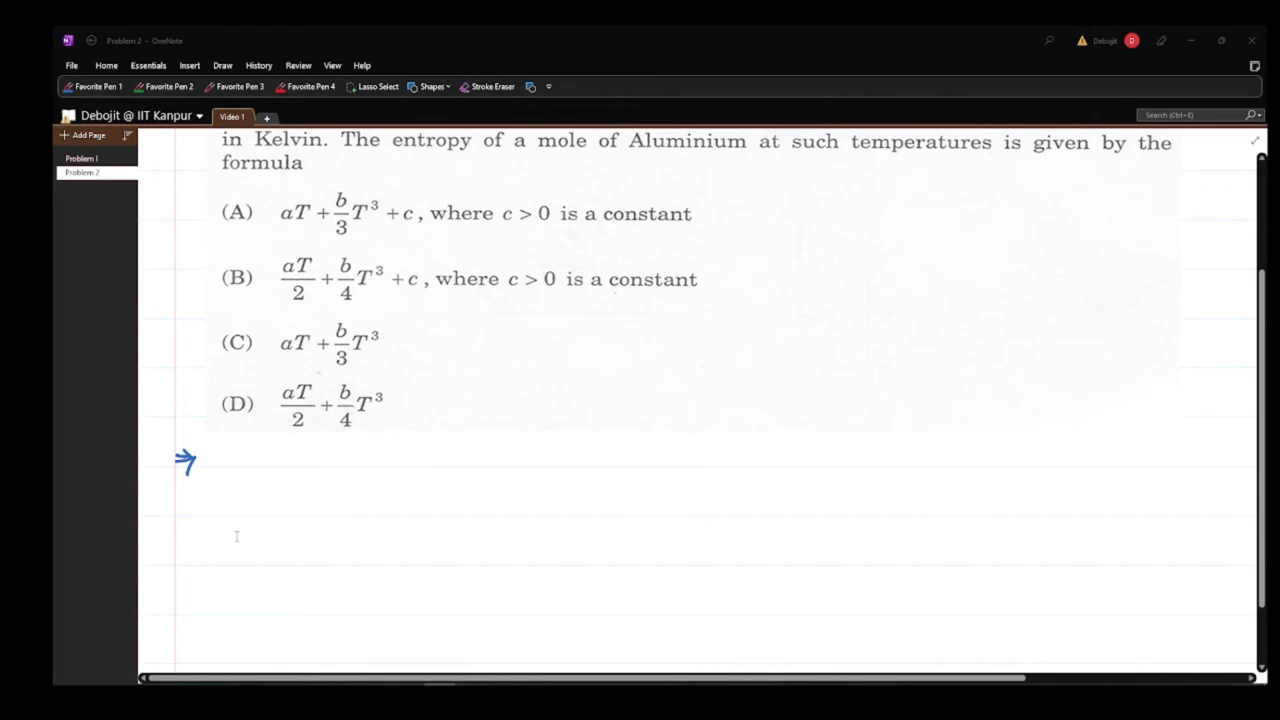 Problem 2 - OneNote
Debojit D
File Home Essentials Insert Draw History Review View Help
Favorite Pen 1 Favorite Pen 2 Favorite Pen 3 Favorite Pen 4 Lasso Select Shapes Stroke Eraser
Debojit @ IIT Kanpur Video 1 + Search (Ctrl+E)
+ Add Page
Problem I
Problem 2
in Kelvin. The entropy of a mole of Aluminium at such temperatures is given by the
formula
(A) aT + b/3 T³ + c, where c > 0 is a constant
(B) aT/2 + b/4 T³ + c, where c > 0 is a constant
(C) aT + b/3 T³
(D) aT/2 + b/4 T³